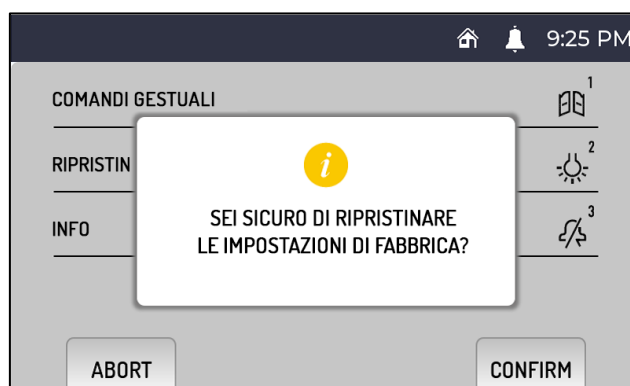 9:25 PM
COMANDI GESTUALI
1
RIPRISTIN
2
SEI SICURO DI RIPRISTINARE
LE IMPOSTAZIONI DI FABBRICA?
INFO
3
ABORT
CONFIRM